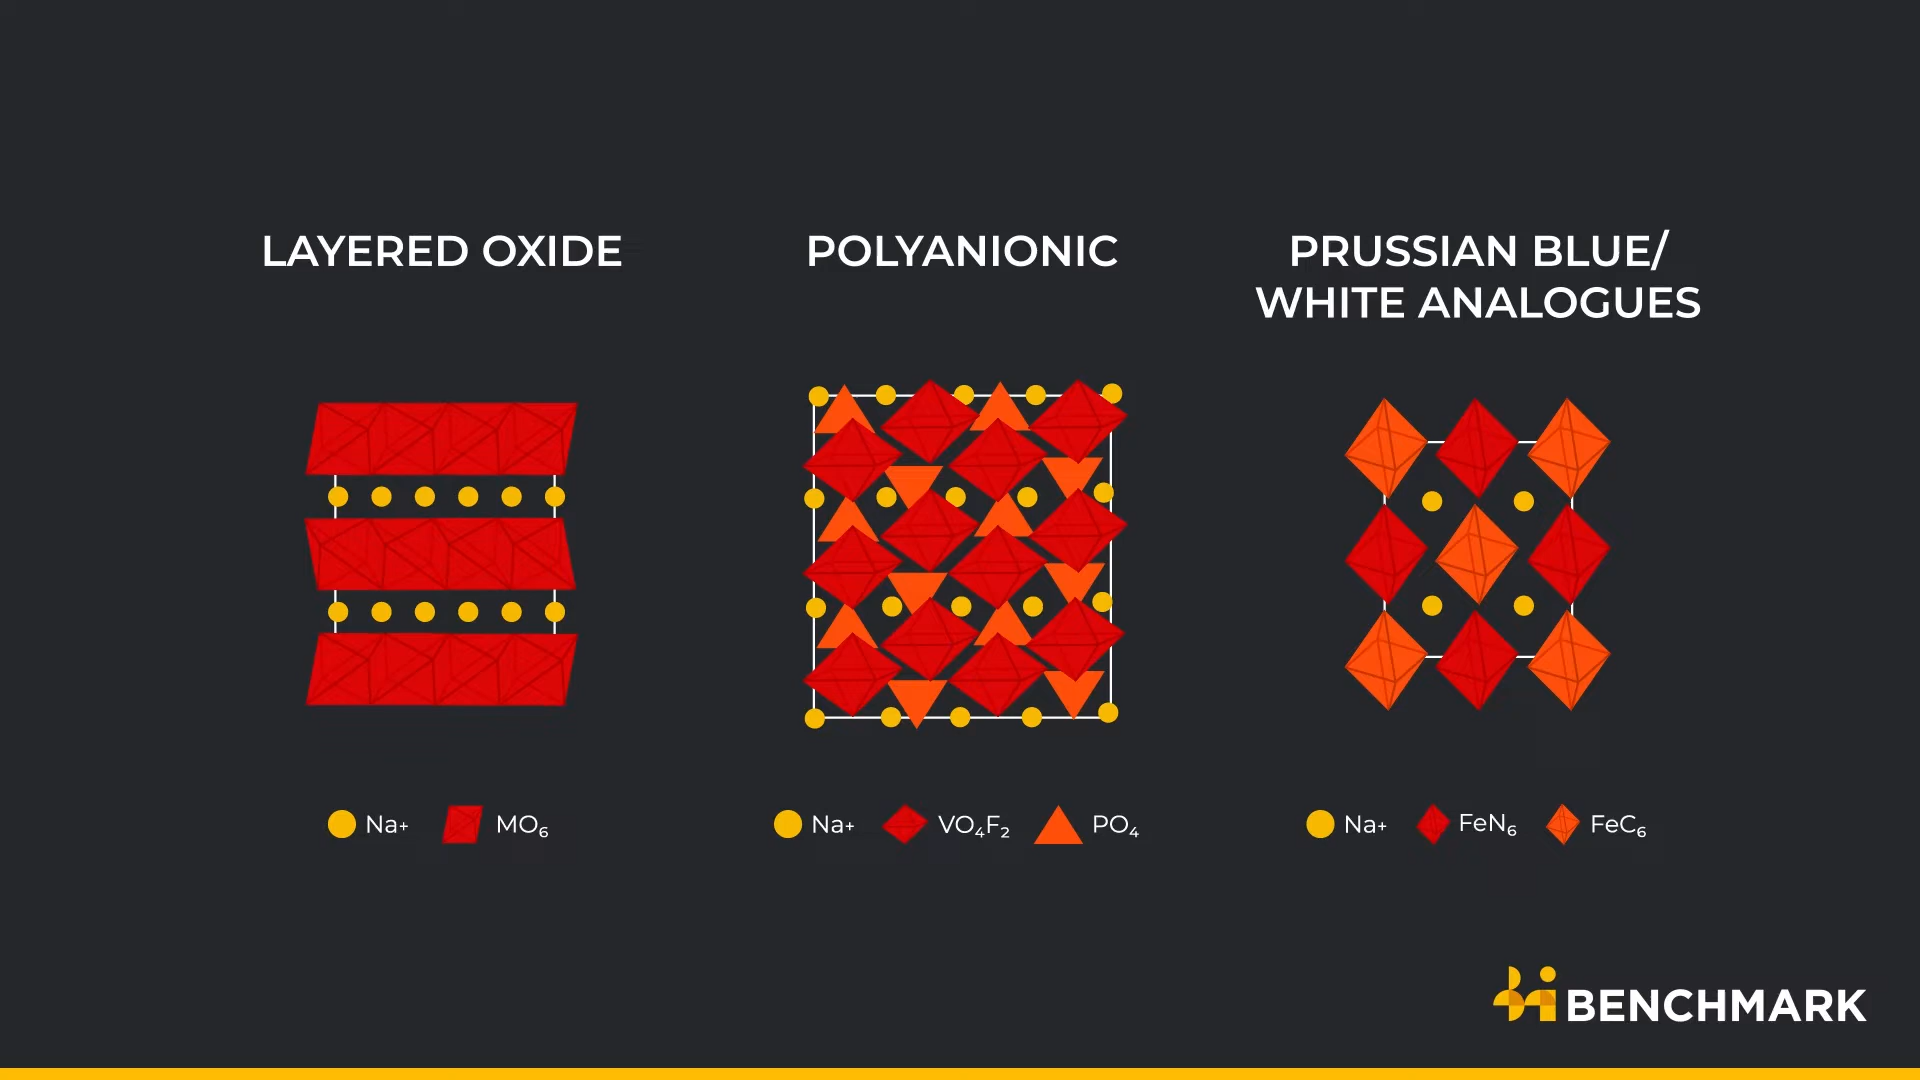 LAYERED OXIDE
POLYANIONIC
PRUSSIAN BLUE/
WHITE ANALOGUES
Na+ MO₆
Na+ VO₄F₂ PO₄
Na+ FeN₆ FeC₆
BENCHMARK